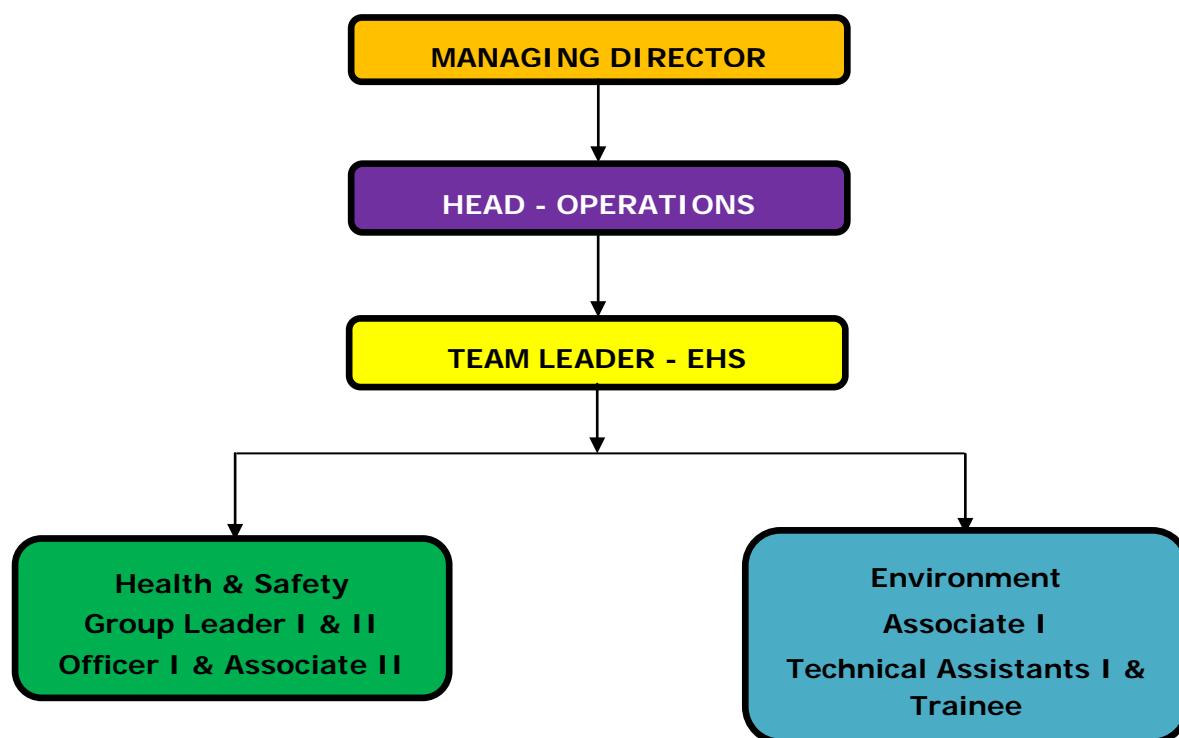 MANAGING DIRECTOR
HEAD - OPERATIONS
TEAM LEADER - EHS
Health & Safety
Group Leader I & II
Officer I & Associate II
Environment
Associate I
Technical Assistants I &
Trainee